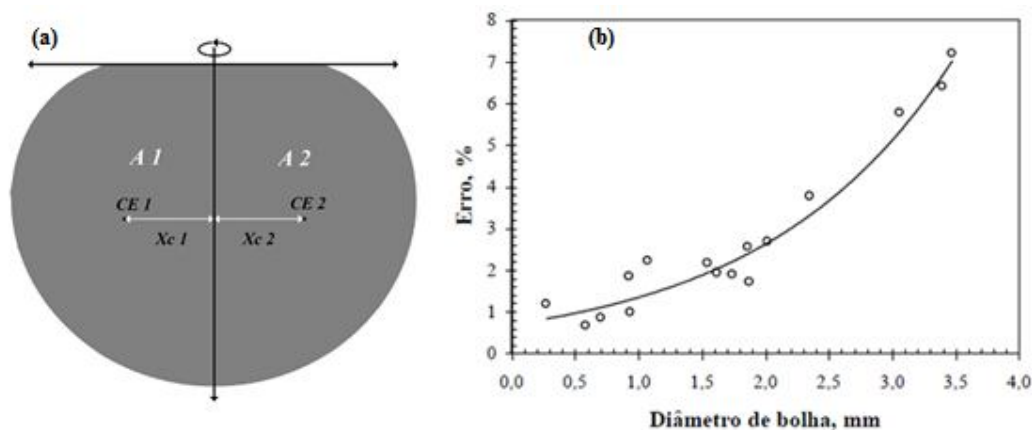 (a)
A 1
A 2
CE 1
CE 2
Xc 1
Xc 2
(b)
Erro, %
8
7
6
5
4
3
2
1
0
0,0 0,5 1,0 1,5 2,0 2,5 3,0 3,5 4,0
Diâmetro de bolha, mm